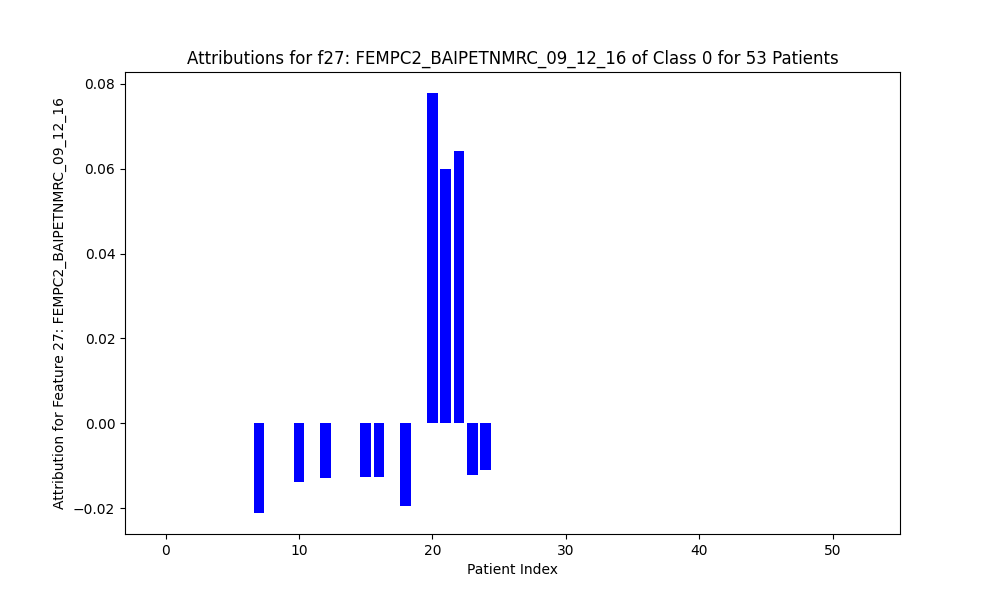 Attributions for f27: FEMPC2_BAIPETNMRC_09_12_16 of Class 0 for 53 Patients
Attribution for Feature 27: FEMPC2_BAIPETNMRC_09_12_16
0.08
0.06
0.04
0.02
0.00
−0.02
0 10 20 30 40 50
Patient Index